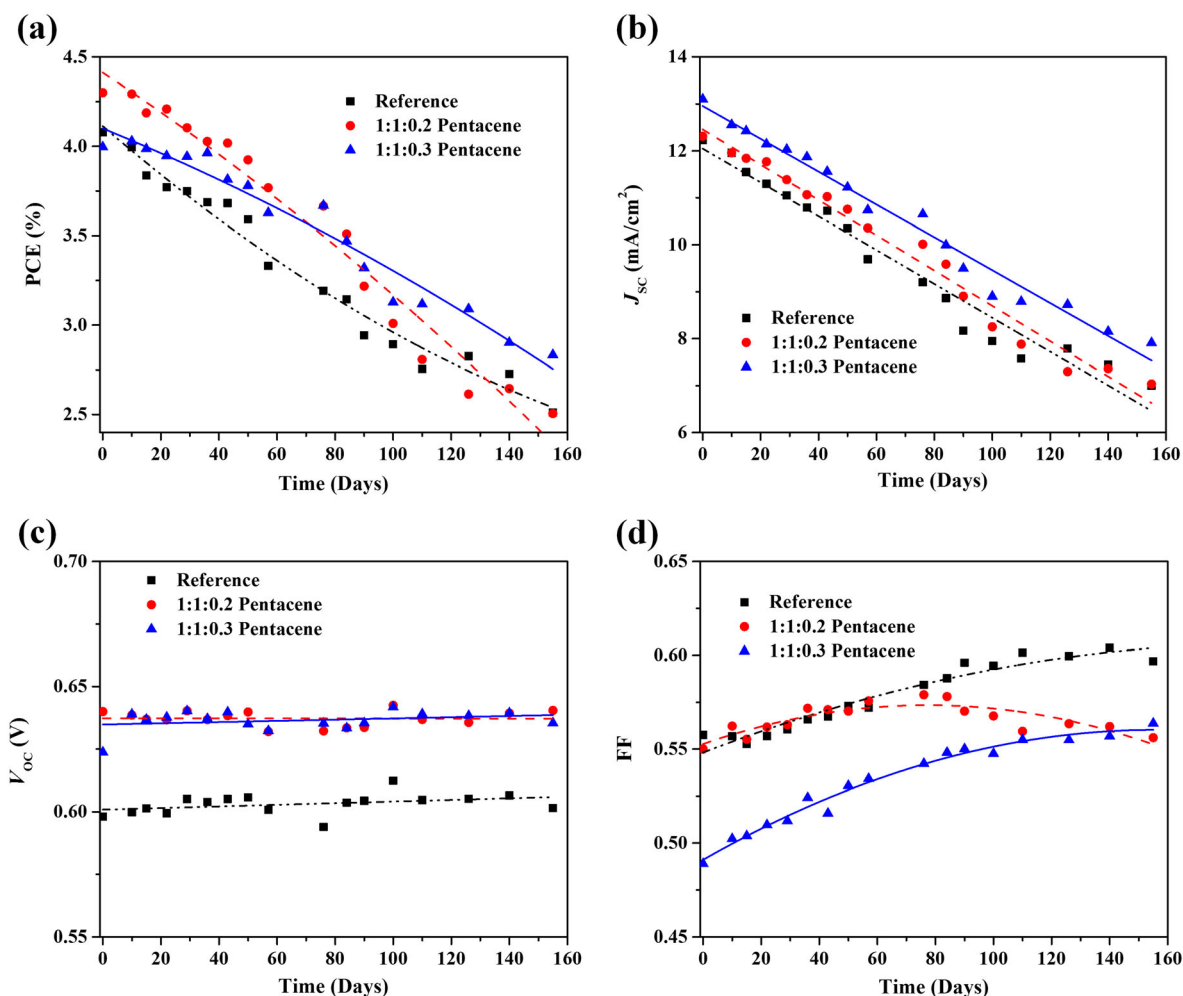 (a)
4.5
4.0
3.5
3.0
2.5
PCE (%)
Reference
1:1:0.2 Pentacene
1:1:0.3 Pentacene
0 20 40 60 80 100 120 140 160
Time (Days)
(b)
14
12
10
8
6
JSC (mA/cm2)
Reference
1:1:0.2 Pentacene
1:1:0.3 Pentacene
0 20 40 60 80 100 120 140 160
Time (Days)
(c)
0.70
0.65
0.60
0.55
VOC (V)
Reference
1:1:0.2 Pentacene
1:1:0.3 Pentacene
0 20 40 60 80 100 120 140 160
Time (Days)
(d)
0.65
0.60
0.55
0.50
0.45
FF
Reference
1:1:0.2 Pentacene
1:1:0.3 Pentacene
0 20 40 60 80 100 120 140 160
Time (Days)